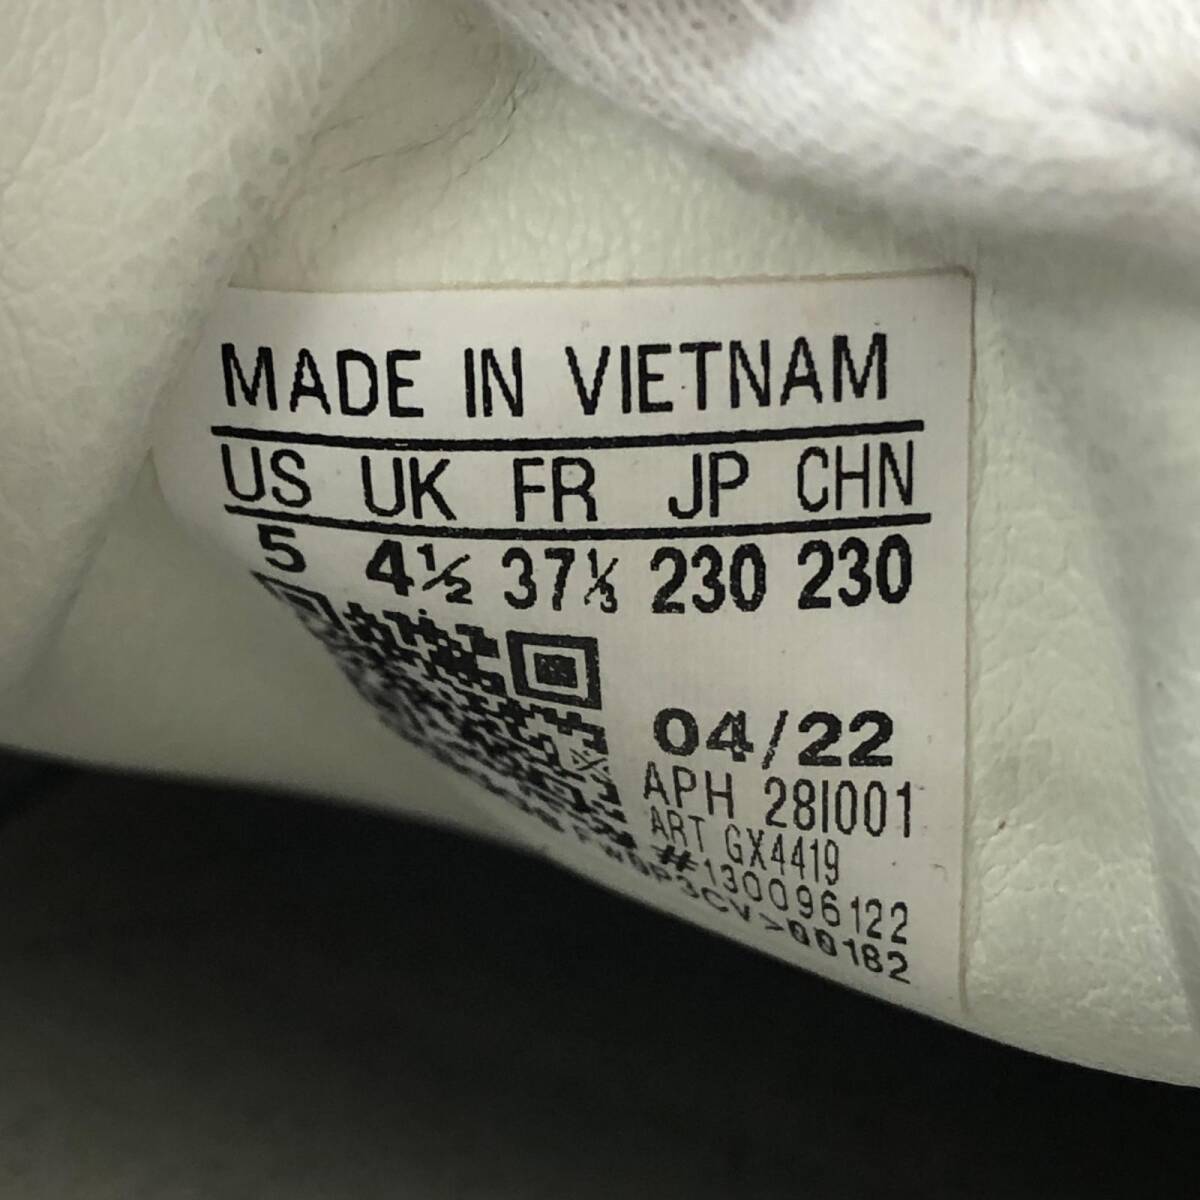 MADE IN VIETNAM
US UK FR JP CHN
5 4½ 37⅓ 230 230
04/22
APH 28I001
ART GX4419
#130096122